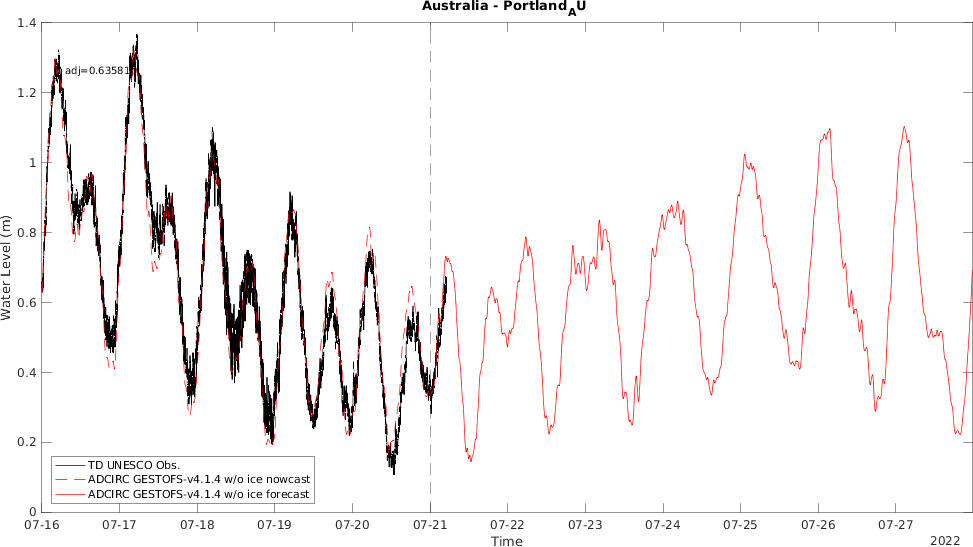 Australia - Portland_AU
1.4
1.2
1
0.8
0.6
0.4
0.2
0
Water Level (m)
adj=0.63581
TD UNESCO Obs.
ADCIRC GESTOFS-v4.1.4 w/o ice nowcast
ADCIRC GESTOFS-v4.1.4 w/o ice forecast
07-16 07-17 07-18 07-19 07-20 07-21 07-22 07-23 07-24 07-25 07-26 07-27
Time
2022